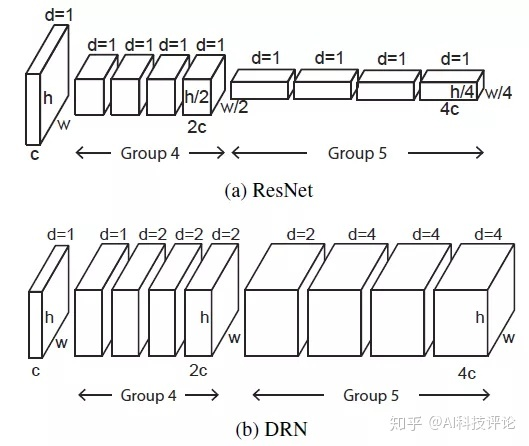 d=1
d=1 d=1 d=1 d=1
d=1 d=1 d=1 d=1
h
w
c
h/2
w/2
2c
h/4
w/4
4c
Group 4
Group 5
(a) ResNet
d=1
d=1 d=2 d=2 d=2
d=2 d=4 d=4 d=4
h
w
c
h
w
2c
h
w
4c
Group 4
Group 5
(b) DRN
知乎 @AI科技评论